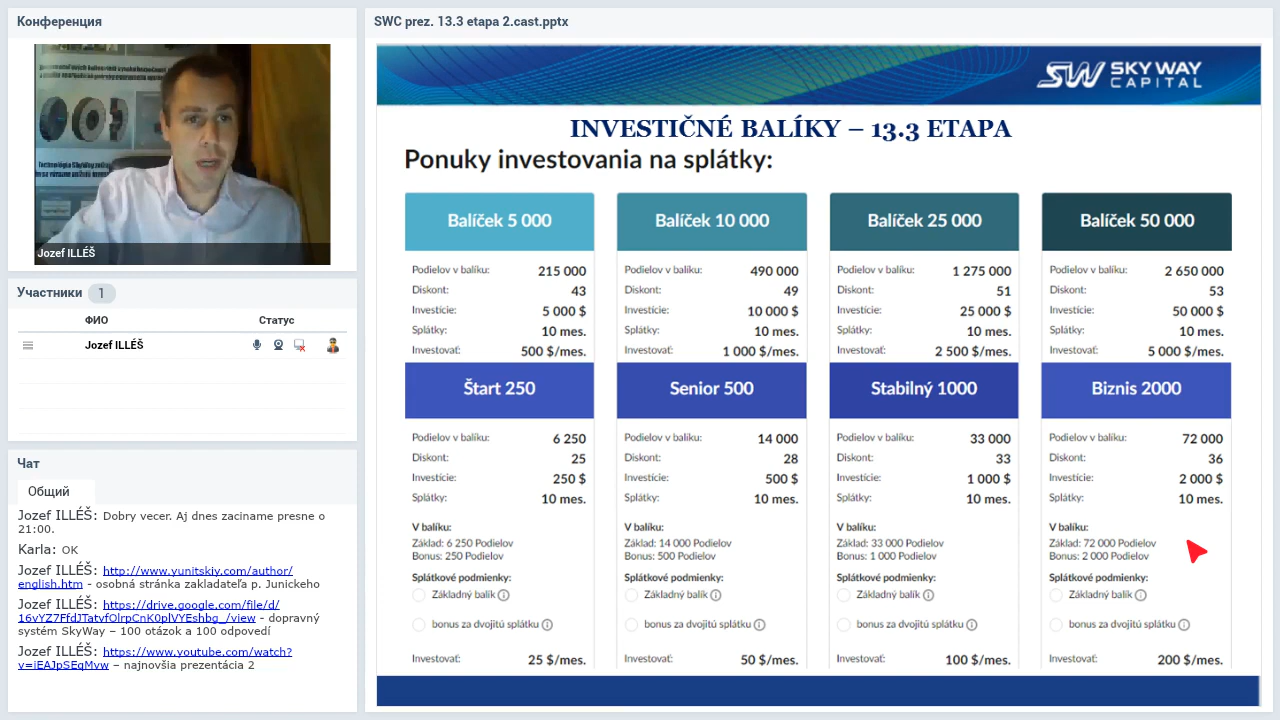 Конференция
Jozef ILLÉŠ
Участники 1
ФИО Статус
Jozef ILLÉŠ
Чат
Общий
Jozef ILLÉŠ: Dobry vecer. Aj dnes zaciname presne o
21:00.
Karla: OK
Jozef ILLÉŠ: http://www.yunitskiy.com/author/
english.htm - osobná stránka zakladateľa p. Junickeho
Jozef ILLÉŠ: https://drive.google.com/file/d/
16vYZ7FfdJTatvfOlrpCnK0plVYEshbg_/view - dopravný
systém SkyWay – 100 otázok a 100 odpovedí
Jozef ILLÉŠ: https://www.youtube.com/watch?
v=iEAJpSEqMvw – najnovšia prezentácia 2
SWC prez. 13.3 etapa 2.cast.pptx
SW SKY WAY
CAPITAL
INVESTIČNÉ BALÍKY – 13.3 ETAPA
Ponuky investovania na splátky:
Balíček 5 000
Podielov v balíku: 215 000
Diskont: 43
Investície: 5 000 $
Splátky: 10 mes.
Investovať: 500 $/mes.
Balíček 10 000
Podielov v balíku: 490 000
Diskont: 49
Investície: 10 000 $
Splátky: 10 mes.
Investovať: 1 000 $/mes.
Balíček 25 000
Podielov v balíku: 1 275 000
Diskont: 51
Investície: 25 000 $
Splátky: 10 mes.
Investovať: 2 500 $/mes.
Balíček 50 000
Podielov v balíku: 2 650 000
Diskont: 53
Investície: 50 000 $
Splátky: 10 mes.
Investovať: 5 000 $/mes.
Štart 250
Podielov v balíku: 6 250
Diskont: 25
Investície: 250 $
Splátky: 10 mes.
V balíku:
Základ: 6 250 Podielov
Bonus: 250 Podielov
Splátkové podmienky:
Základný balík
bonus za dvojitú splátku
Investovať: 25 $/mes.
Senior 500
Podielov v balíku: 14 000
Diskont: 28
Investície: 500 $
Splátky: 10 mes.
V balíku:
Základ: 14 000 Podielov
Bonus: 500 Podielov
Splátkové podmienky:
Základný balík
bonus za dvojitú splátku
Investovať: 50 $/mes.
Stabilný 1000
Podielov v balíku: 33 000
Diskont: 33
Investície: 1 000 $
Splátky: 10 mes.
V balíku:
Základ: 33 000 Podielov
Bonus: 1 000 Podielov
Splátkové podmienky:
Základný balík
bonus za dvojitú splátku
Investovať: 100 $/mes.
Biznis 2000
Podielov v balíku: 72 000
Diskont: 36
Investície: 2 000 $
Splátky: 10 mes.
V balíku:
Základ: 72 000 Podielov
Bonus: 2 000 Podielov
Splátkové podmienky:
Základný balík
bonus za dvojitú splátku
Investovať: 200 $/mes.